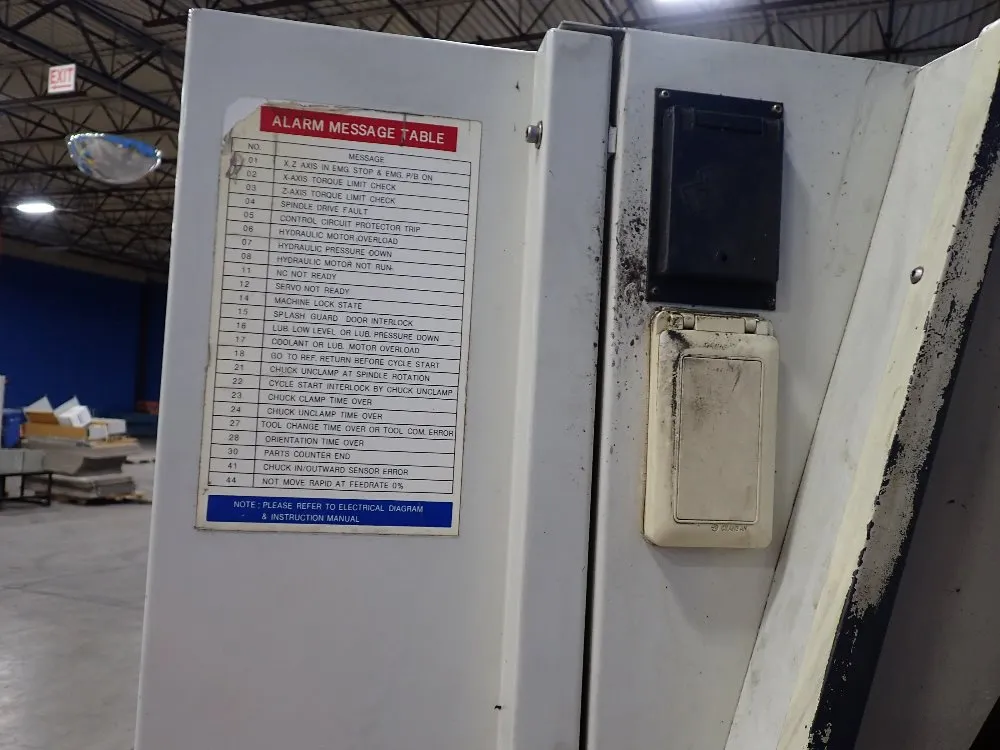 EXIT
ALARM MESSAGE TABLE
NO. MESSAGE
01 X, Z AXIS IN EMG. STOP & EMG. P/B ON
02 X-AXIS TORQUE LIMIT CHECK
03 Z-AXIS TORQUE LIMIT CHECK
04 SPINDLE DRIVE FAULT
05 CONTROL CIRCUIT PROTECTOR TRIP
06 HYDRAULIC MOTOR OVERLOAD
07 HYDRAULIC PRESSURE DOWN
08 HYDRAULIC MOTOR NOT RUN.
11 NC NOT READY
12 SERVO NOT READY
14 MACHINE LOCK STATE
15 SPLASH GUARD DOOR INTERLOCK
16 LUB. LOW LEVEL OR LUB. PRESSURE DOWN
17 COOLANT OR LUB. MOTOR OVERLOAD
18 GO TO REF. RETURN BEFORE CYCLE START
21 CHUCK UNCLAMP AT SPINDLE ROTATION
22 CYCLE START INTERLOCK BY CHUCK UNCLAMP
23 CHUCK CLAMP TIME OVER
24 CHUCK UNCLAMP TIME OVER
27 TOOL CHANGE TIME OVER OR TOOL COM. ERROR
28 ORIENTATION TIME OVER
30 PARTS COUNTER END
41 CHUCK IN/OUTWARD SENSOR ERROR
44 NOT MOVE RAPID AT FEEDRATE 0%
NOTE : PLEASE REFER TO ELECTRICAL DIAGRAM
& INSTRUCTION MANUAL